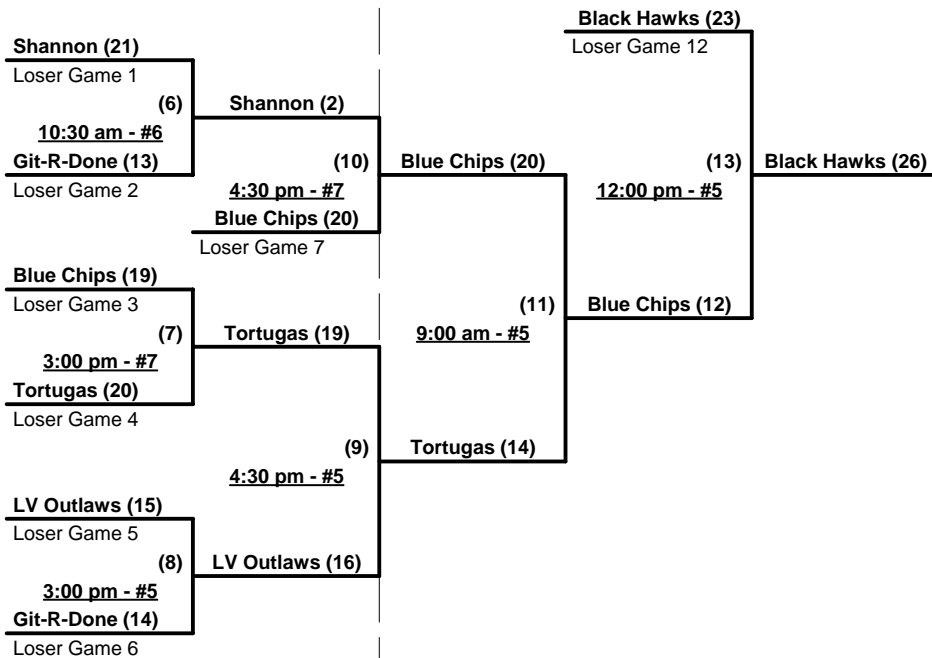 Black Hawks (23)
Loser Game 12
Shannon (21)
Loser Game 1
(6)
10:30 am - #6
Git-R-Done (13)
Loser Game 2
Shannon (2)
(10)
4:30 pm - #7
Blue Chips (20)
Loser Game 7
Blue Chips (20)
(13)
12:00 pm - #5
Black Hawks (26)
Blue Chips (19)
Loser Game 3
(7)
3:00 pm - #7
Tortugas (20)
Loser Game 4
Tortugas (19)
(11)
9:00 am - #5
Blue Chips (12)
(9)
4:30 pm - #5
Tortugas (14)
LV Outlaws (15)
Loser Game 5
(8)
3:00 pm - #5
Git-R-Done (14)
Loser Game 6
LV Outlaws (16)